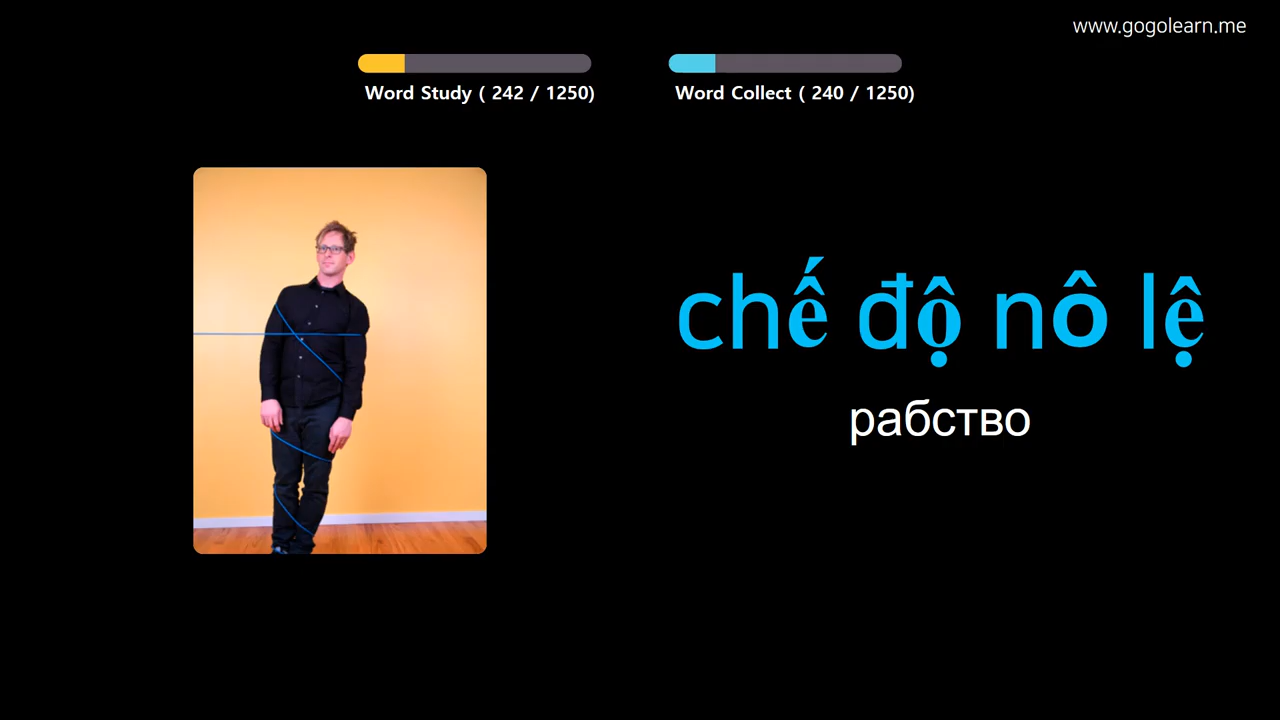 www.gogolearn.me
Word Study ( 242 / 1250)
Word Collect ( 240 / 1250)
chế độ nô lệ
рабство